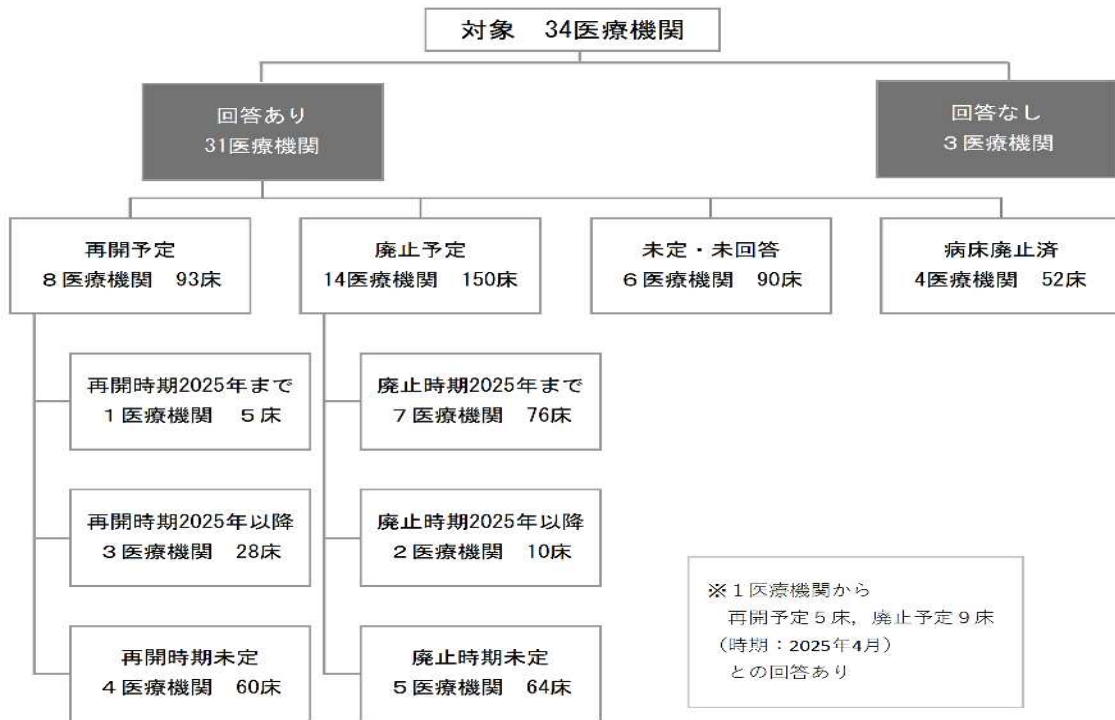 対象　34医療機関
回答あり
31医療機関
回答なし
３医療機関
再開予定
８医療機関　93床
廃止予定
14医療機関　150床
未定・未回答
６医療機関　90床
病床廃止済
4医療機関　52床
再開時期2025年まで
１医療機関　５床
廃止時期2025年まで
７医療機関　76床
再開時期2025年以降
３医療機関　28床
廃止時期2025年以降
２医療機関　10床
再開時期未定
４医療機関　60床
廃止時期未定
５医療機関　64床
※１医療機関から
再開予定５床，廃止予定９床
（時期：2025年4月）
との回答あり